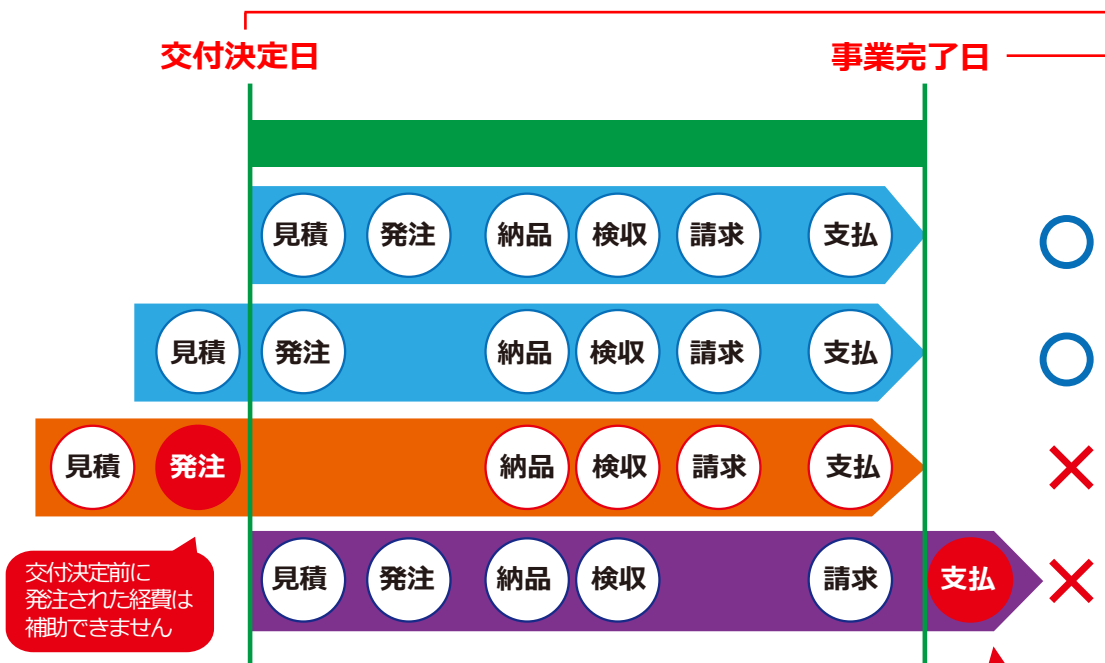 交付決定日
事業完了日
見積 発注 納品 検収 請求 支払
見積 発注 納品 検収 請求 支払
見積 発注 納品 検収 請求 支払
見積 発注 納品 検収 請求 支払
交付決定前に
発注された経費は
補助できません